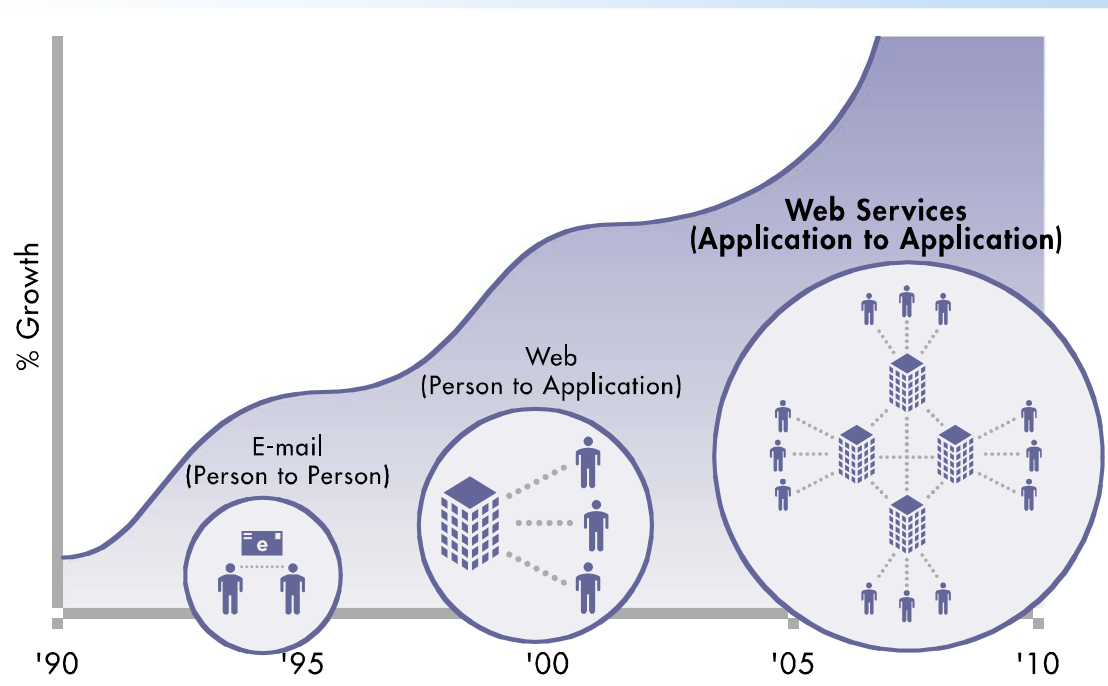 Web Services
(Application to Application)
% Growth
Web
(Person to Application)
E-mail
(Person to Person)
e
'90
'95
'00
'05
'10